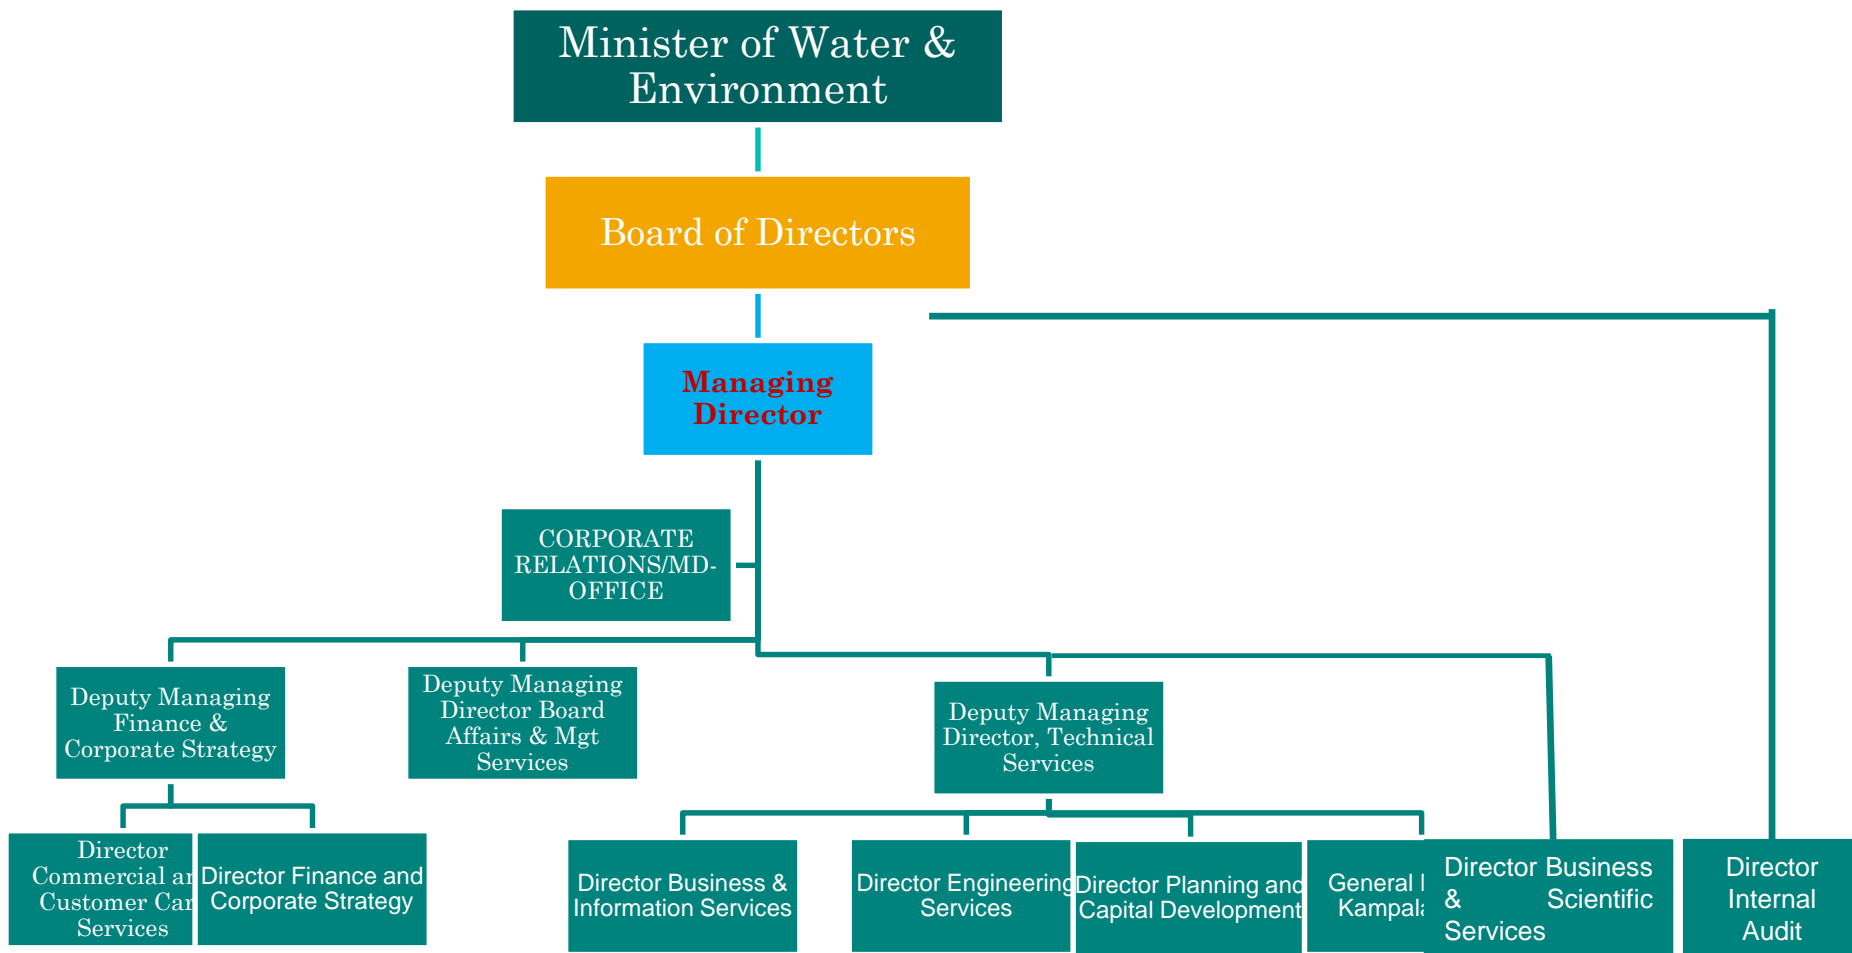 Minister of Water &
Environment
Board of Directors
Managing
Director
CORPORATE
RELATIONS/MD-
OFFICE
Deputy Managing
Finance &
Corporate Strategy
Deputy Managing
Director Board
Affairs & Mgt
Services
Deputy Managing
Director, Technical
Services
Director
Commercial
Customer
Services
Director Finance and
Corporate Strategy
Director Business &
Information Services
Director Engineering
Services
Director Planning and
Capital Development
General
Director Business
& Scientific
Services
Director
Internal
Audit